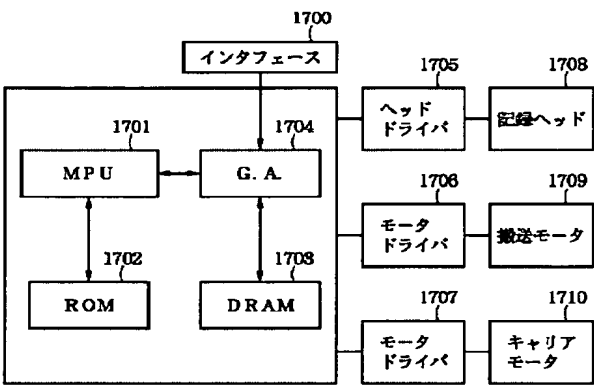 1700
インタフェース
1705
1708
ヘッド
ドライバ
記録ヘッド
1701
1704
MPU
G.A.
1706
1709
モータ
ドライバ
搬送モータ
1702
1703
ROM
DRAM
1707
1710
モータ
ドライバ
キャリア
モータ